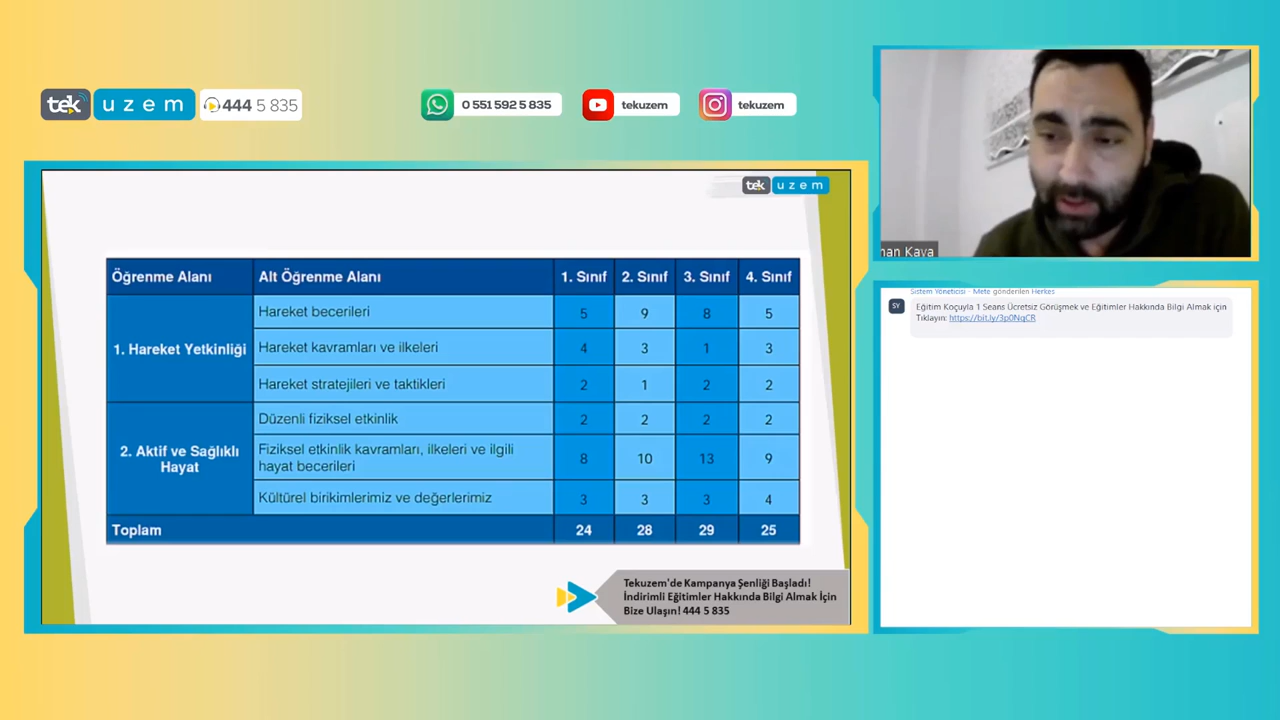 tek uzem 444 5 835
0 551 592 5 835
tekuzem
tekuzem
tek uzem
Öğrenme Alanı Alt Öğrenme Alanı 1. Sınıf 2. Sınıf 3. Sınıf 4. Sınıf
1. Hareket Yetkinliği
Hareket becerileri 5 9 8 5
Hareket kavramları ve ilkeleri 4 3 1 3
Hareket stratejileri ve taktikleri 2 1 2 2
2. Aktif ve Sağlıklı
Hayat
Düzenli fiziksel etkinlik 2 2 2 2
Fiziksel etkinlik kavramları, ilkeleri ve ilgili
hayat becerileri 8 10 13 9
Kültürel birikimlerimiz ve değerlerimiz 3 3 3 4
Toplam 24 28 29 25
Tekuzem'de Kampanya Şenliği Başladı!
İndirimli Eğitimler Hakkında Bilgi Almak İçin
Bize Ulaşın! 444 5 835
Kaya
Sistem Yöneticisi - Mete gönderilen Herkes
SY
Eğitim Koçuyla 1 Seans Ücretsiz Görüşmek ve Eğitimler Hakkında Bilgi Almak için
Tıklayın: https://bit.ly/3p0NqCR